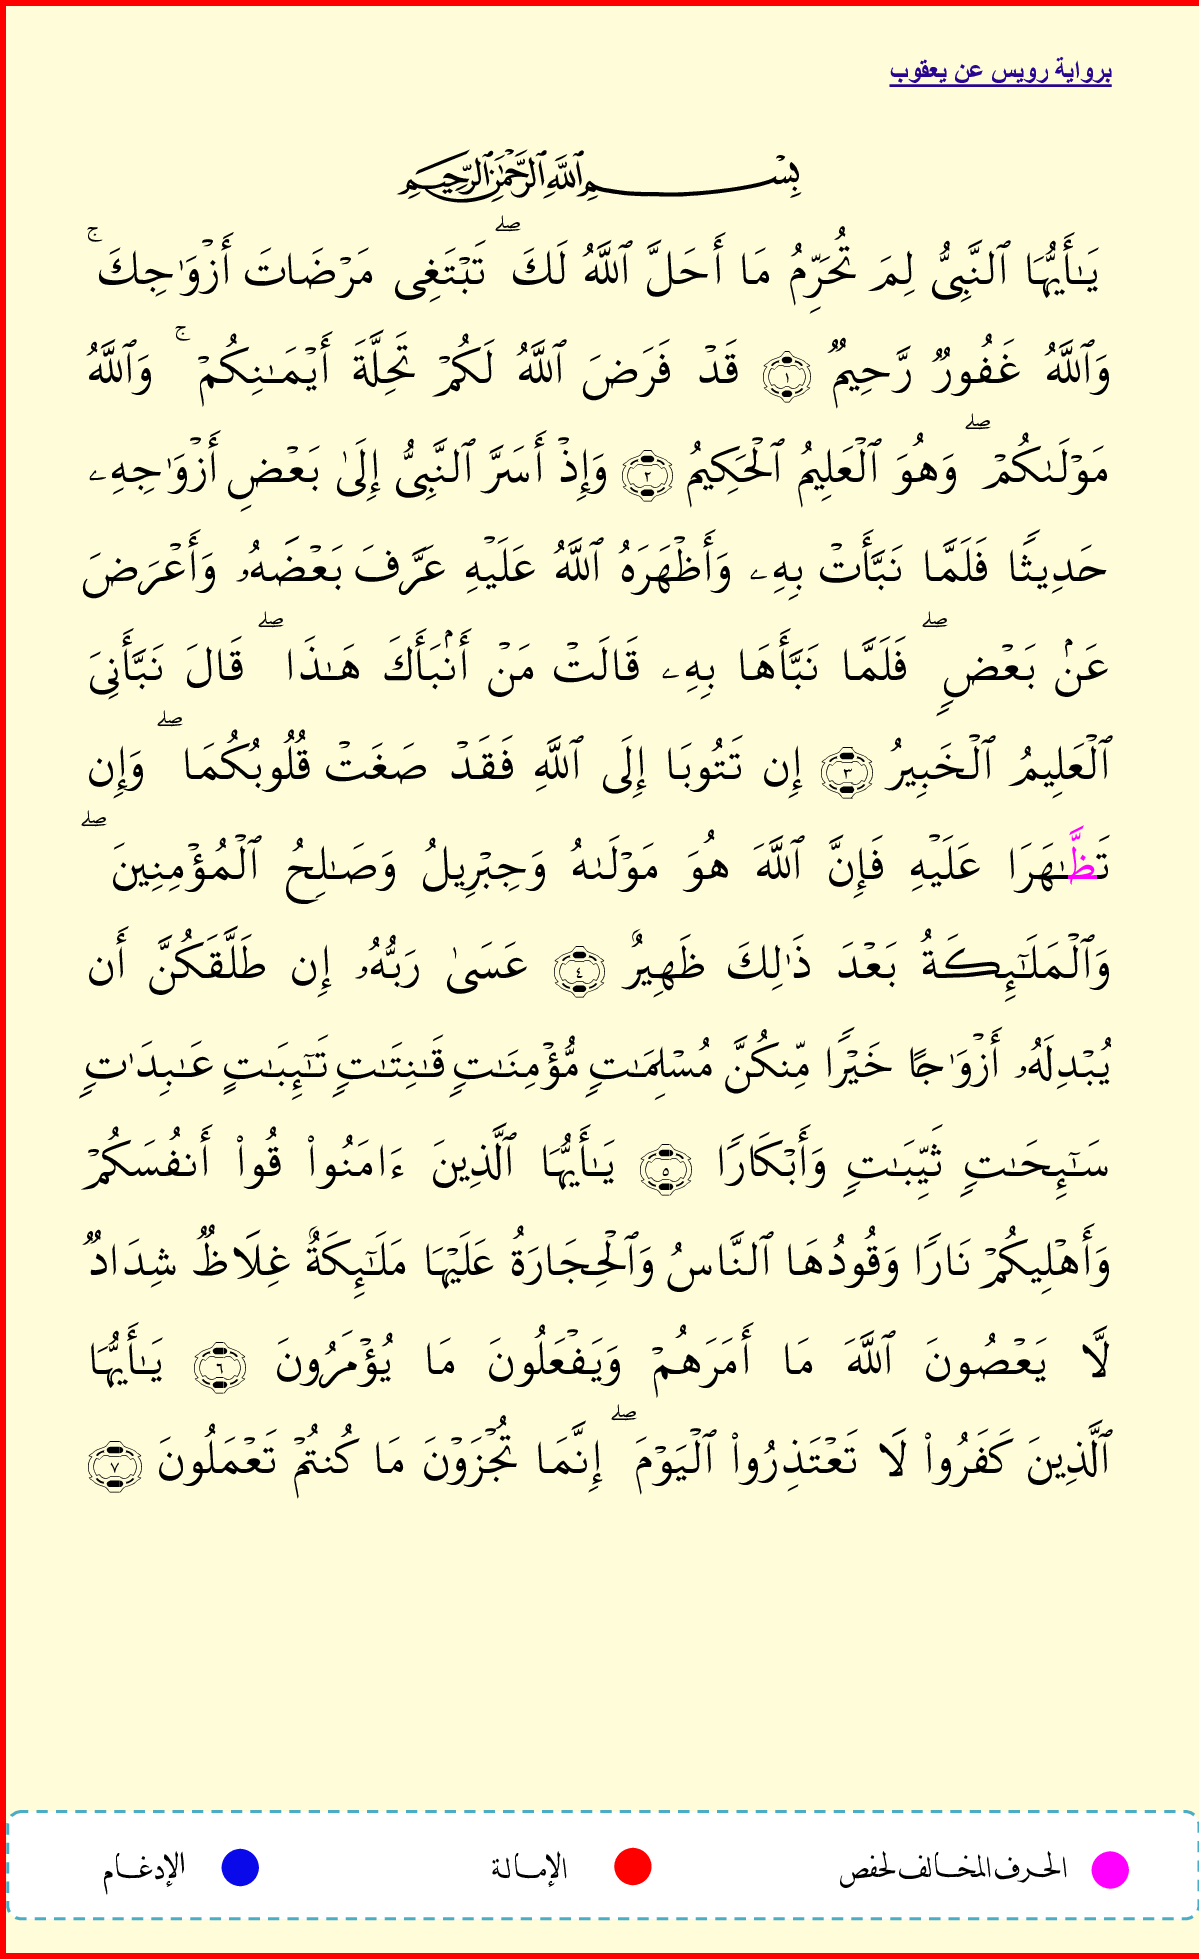 برواية رويس عن يعقوب
بِسْمِ ٱللَّهِ ٱلرَّحْمَٰنِ ٱلرَّحِيمِ
يَـٰٓأَيُّهَا ٱلنَّبِىُّ لِمَ تُحَرِّمُ مَا أَحَلَّ ٱللَّهُ لَكَ ۖ تَبْتَغِى مَرْضَاتَ أَزْوَٰجِكَ ۚ
وَٱللَّهُ غَفُورٌ رَّحِيمٌ ١ قَدْ فَرَضَ ٱللَّهُ لَكُمْ تَحِلَّةَ أَيْمَـٰنِكُمْ ۚ وَٱللَّهُ
مَوْلَىٰكُمْ ۖ وَهُوَ ٱلْعَلِيمُ ٱلْحَكِيمُ ٢ وَإِذْ أَسَرَّ ٱلنَّبِىُّ إِلَىٰ بَعْضِ أَزْوَٰجِهِۦ
حَدِيثًا فَلَمَّا نَبَّأَتْ بِهِۦ وَأَظْهَرَهُ ٱللَّهُ عَلَيْهِ عَرَّفَ بَعْضَهُۥ وَأَعْرَضَ
عَنۢ بَعْضٍ ۖ فَلَمَّا نَبَّأَهَا بِهِۦ قَالَتْ مَنْ أَنۢبَأَكَ هَـٰذَا ۖ قَالَ نَبَّأَنِىَ
ٱلْعَلِيمُ ٱلْخَبِيرُ ٣ إِن تَتُوبَا إِلَى ٱللَّهِ فَقَدْ صَغَتْ قُلُوبُكُمَا ۖ وَإِن
تَظَّـٰهَرَا عَلَيْهِ فَإِنَّ ٱللَّهَ هُوَ مَوْلَىٰهُ وَجِبْرِيلُ وَصَـٰلِحُ ٱلْمُؤْمِنِينَ ۖ
وَٱلْمَلَـٰٓئِكَةُ بَعْدَ ذَٰلِكَ ظَهِيرٌ ٤ عَسَىٰ رَبُّهُۥ إِن طَلَّقَكُنَّ أَن
يُبْدِلَهُۥ أَزْوَٰجًا خَيْرًا مِّنكُنَّ مُسْلِمَـٰتٍ مُّؤْمِنَـٰتٍ قَـٰنِتَـٰتٍ تَـٰٓئِبَـٰتٍ عَـٰبِدَٰتٍ
سَـٰٓئِحَـٰتٍ ثَيِّبَـٰتٍ وَأَبْكَارًا ٥ يَـٰأَيُّهَا ٱلَّذِينَ ءَامَنُوا۟ قُوا۟ أَنفُسَكُمْ
وَأَهْلِيكُمْ نَارًا وَقُودُهَا ٱلنَّاسُ وَٱلْحِجَارَةُ عَلَيْهَا مَلَـٰٓئِكَةٌ غِلَاظٌ شِدَادٌ
لَّا يَعْصُونَ ٱللَّهَ مَا أَمَرَهُمْ وَيَفْعَلُونَ مَا يُؤْمَرُونَ ٦ يَـٰأَيُّهَا
ٱلَّذِينَ كَفَرُوا۟ لَا تَعْتَذِرُوا۟ ٱلْيَوْمَ ۖ إِنَّمَا تُجْزَوْنَ مَا كُنتُمْ تَعْمَلُونَ ٧
الحرف المخالف لحفص الإمالة الإدغام